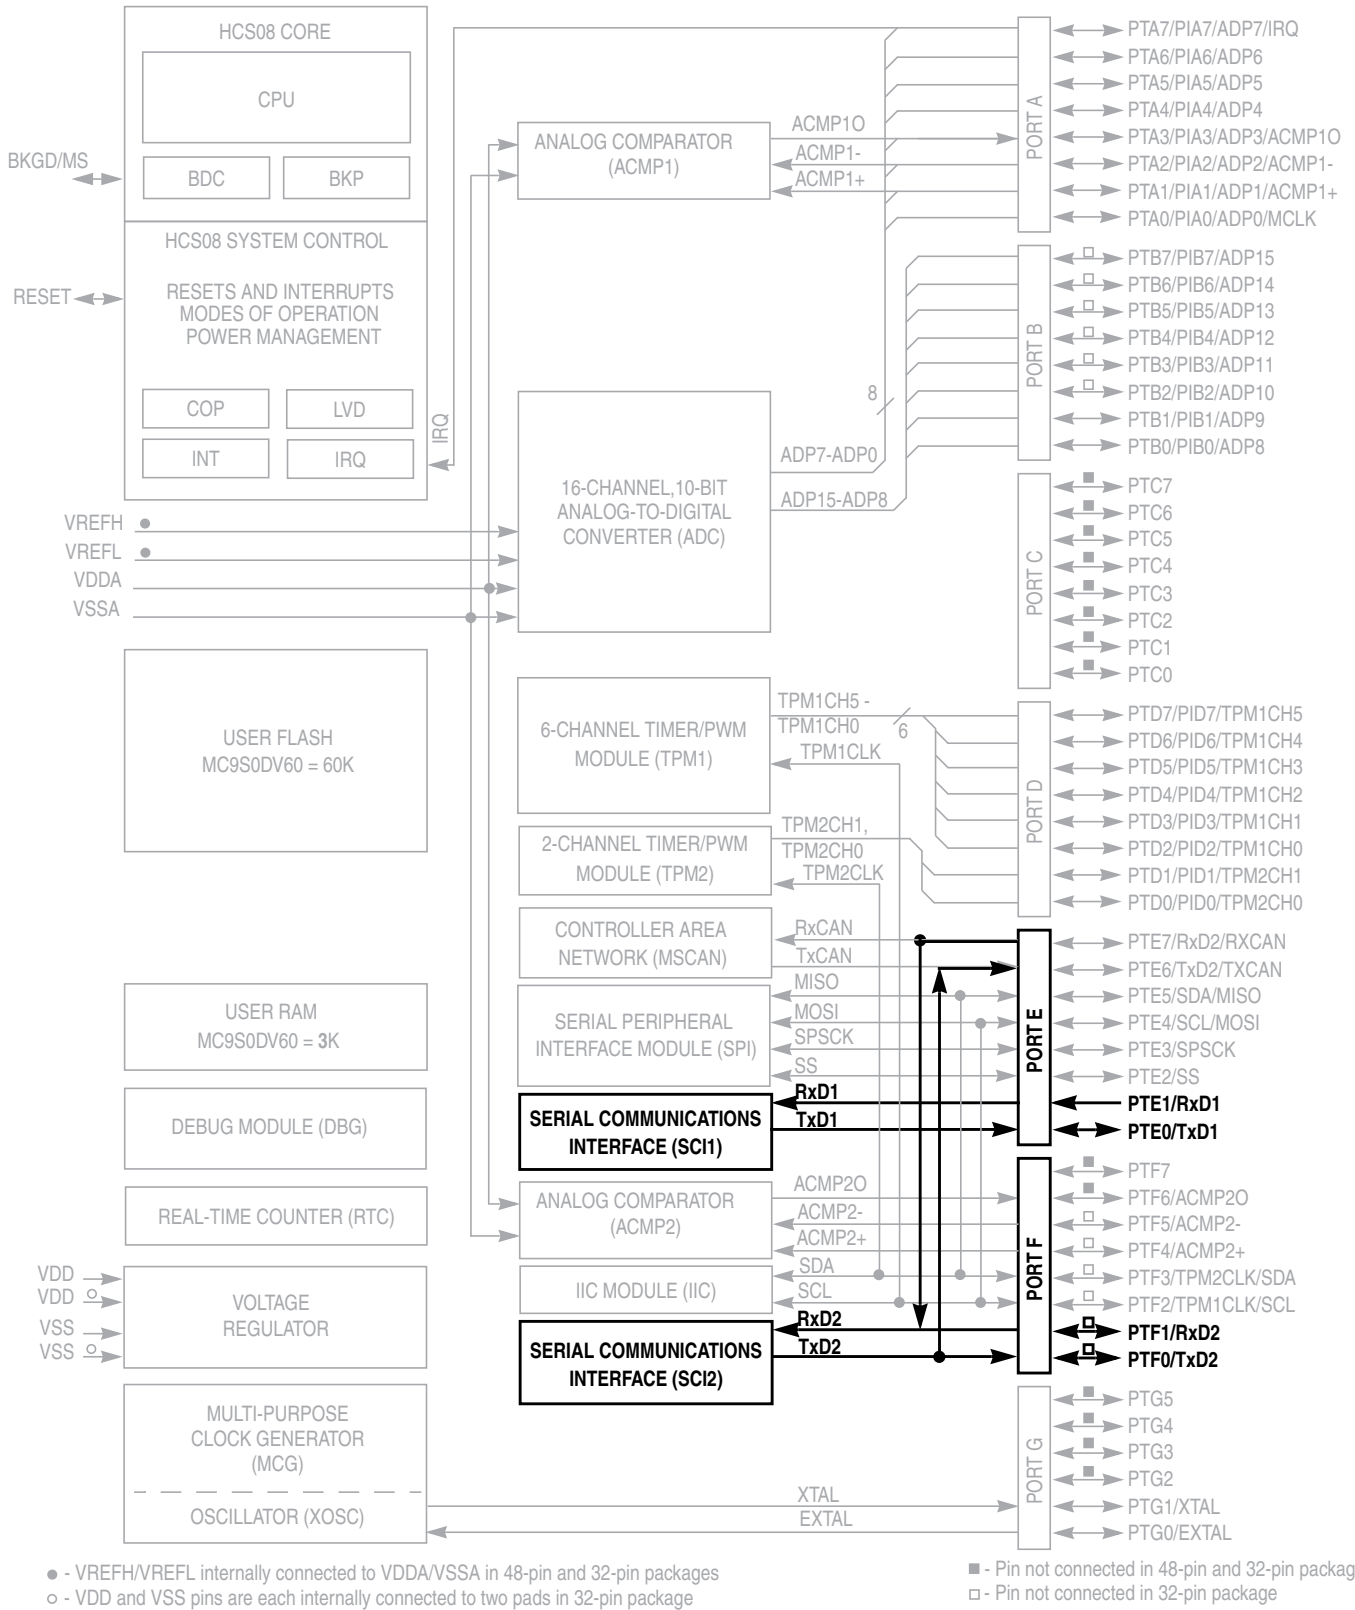 HCS08 CORE
CPU
BDC
BKP
BKGD/MS
HCS08 SYSTEM CONTROL
RESETS AND INTERRUPTS
MODES OF OPERATION
POWER MANAGEMENT
RESET
COP
LVD
INT
IRQ
IRQ
VREFH
VREFL
VDDA
VSSA
USER FLASH
MC9S0DV60 = 60K
USER RAM
MC9S0DV60 = 3K
DEBUG MODULE (DBG)
REAL-TIME COUNTER (RTC)
VDD
VDD
VSS
VSS
VOLTAGE
REGULATOR
MULTI-PURPOSE
CLOCK GENERATOR
(MCG)
OSCILLATOR (XOSC)
ANALOG COMPARATOR
(ACMP1)
ACMP1O
ACMP1-
ACMP1+
16-CHANNEL,10-BIT
ANALOG-TO-DIGITAL
CONVERTER (ADC)
8
ADP7-ADP0
ADP15-ADP8
6-CHANNEL TIMER/PWM
MODULE (TPM1)
TPM1CH5 -
TPM1CH0
6
TPM1CLK
2-CHANNEL TIMER/PWM
MODULE (TPM2)
TPM2CH1,
TPM2CH0
TPM2CLK
CONTROLLER AREA
NETWORK (MSCAN)
RxCAN
TxCAN
SERIAL PERIPHERAL
INTERFACE MODULE (SPI)
MISO
MOSI
SPSCK
SS
SERIAL COMMUNICATIONS
INTERFACE (SCI1)
RxD1
TxD1
ANALOG COMPARATOR
(ACMP2)
ACMP2O
ACMP2-
ACMP2+
IIC MODULE (IIC)
SDA
SCL
SERIAL COMMUNICATIONS
INTERFACE (SCI2)
RxD2
TxD2
XTAL
EXTAL
PORT A
PTA7/PIA7/ADP7/IRQ
PTA6/PIA6/ADP6
PTA5/PIA5/ADP5
PTA4/PIA4/ADP4
PTA3/PIA3/ADP3/ACMP1O
PTA2/PIA2/ADP2/ACMP1-
PTA1/PIA1/ADP1/ACMP1+
PTA0/PIA0/ADP0/MCLK
PORT B
PTB7/PIB7/ADP15
PTB6/PIB6/ADP14
PTB5/PIB5/ADP13
PTB4/PIB4/ADP12
PTB3/PIB3/ADP11
PTB2/PIB2/ADP10
PTB1/PIB1/ADP9
PTB0/PIB0/ADP8
PORT C
PTC7
PTC6
PTC5
PTC4
PTC3
PTC2
PTC1
PTC0
PORT D
PTD7/PID7/TPM1CH5
PTD6/PID6/TPM1CH4
PTD5/PID5/TPM1CH3
PTD4/PID4/TPM1CH2
PTD3/PID3/TPM1CH1
PTD2/PID2/TPM1CH0
PTD1/PID1/TPM2CH1
PTD0/PID0/TPM2CH0
PORT E
PTE7/RxD2/RXCAN
PTE6/TxD2/TXCAN
PTE5/SDA/MISO
PTE4/SCL/MOSI
PTE3/SPSCK
PTE2/SS
PTE1/RxD1
PTE0/TxD1
PORT F
PTF7
PTF6/ACMP2O
PTF5/ACMP2-
PTF4/ACMP2+
PTF3/TPM2CLK/SDA
PTF2/TPM1CLK/SCL
PTF1/RxD2
PTF0/TxD2
PORT G
PTG5
PTG4
PTG3
PTG2
PTG1/XTAL
PTG0/EXTAL
● - VREFH/VREFL internally connected to VDDA/VSSA in 48-pin and 32-pin packages
○ - VDD and VSS pins are each internally connected to two pads in 32-pin package
■ - Pin not connected in 48-pin and 32-pin packag
□ - Pin not connected in 32-pin package